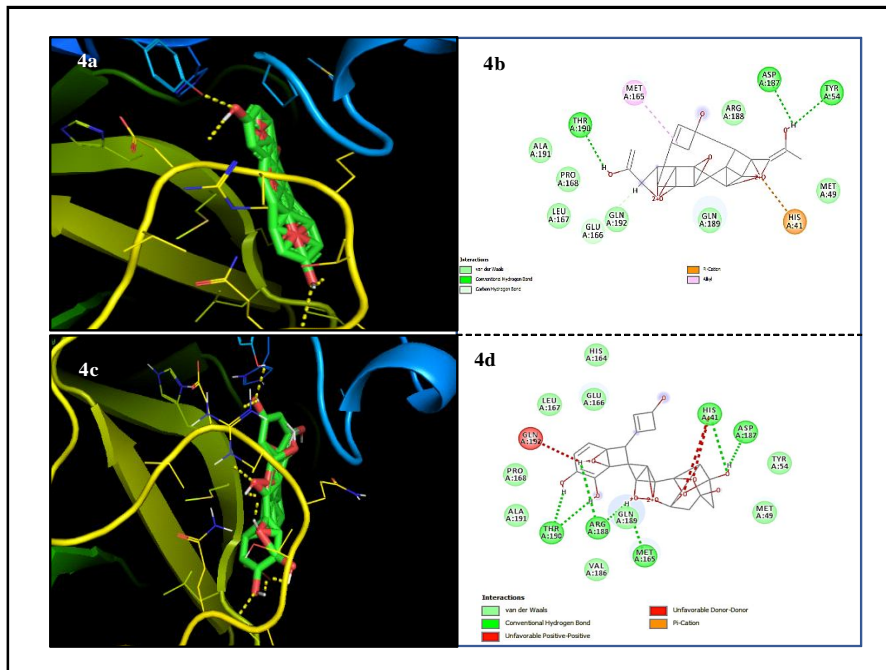 4a
4b
MET
A:165
ASP
A:187
TYR
A:54
ARG
A:188
THR
A:190
ALA
A:191
PRO
A:168
MET
A:49
LEU
A:167
GLN
A:192
GLN
A:189
HIS
A:41
GLU
A:166
Interactions
van der Waals
Conventional Hydrogen Bond
Carbon Hydrogen Bond
Pi-Cation
Alkyl
4c
4d
HIS
A:164
LEU
A:167
GLU
A:166
HIS
A:41
ASP
A:187
GLN
A:192
TYR
A:54
PRO
A:168
MET
A:49
ALA
A:191
GLN
A:189
THR
A:190
ARG
A:188
MET
A:165
VAL
A:186
Interactions
van der Waals
Conventional Hydrogen Bond
Unfavorable Positive-Positive
Unfavorable Donor-Donor
Pi-Cation